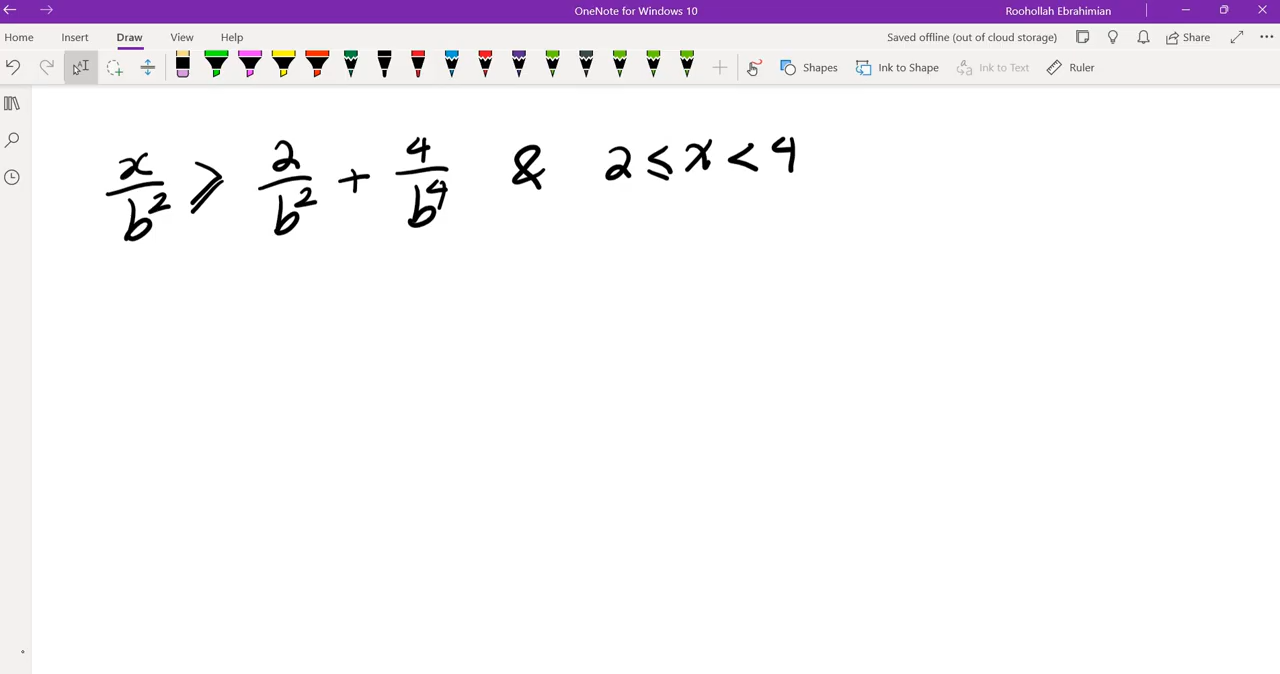 OneNote for Windows 10
Roohollah Ebrahimian
Home Insert Draw View Help
Saved offline (out of cloud storage) Share
Shapes Ink to Shape Ink to Text Ruler
x/b² ⩾ 2/b² + 4/b⁴ & 2 ≤ x < 4